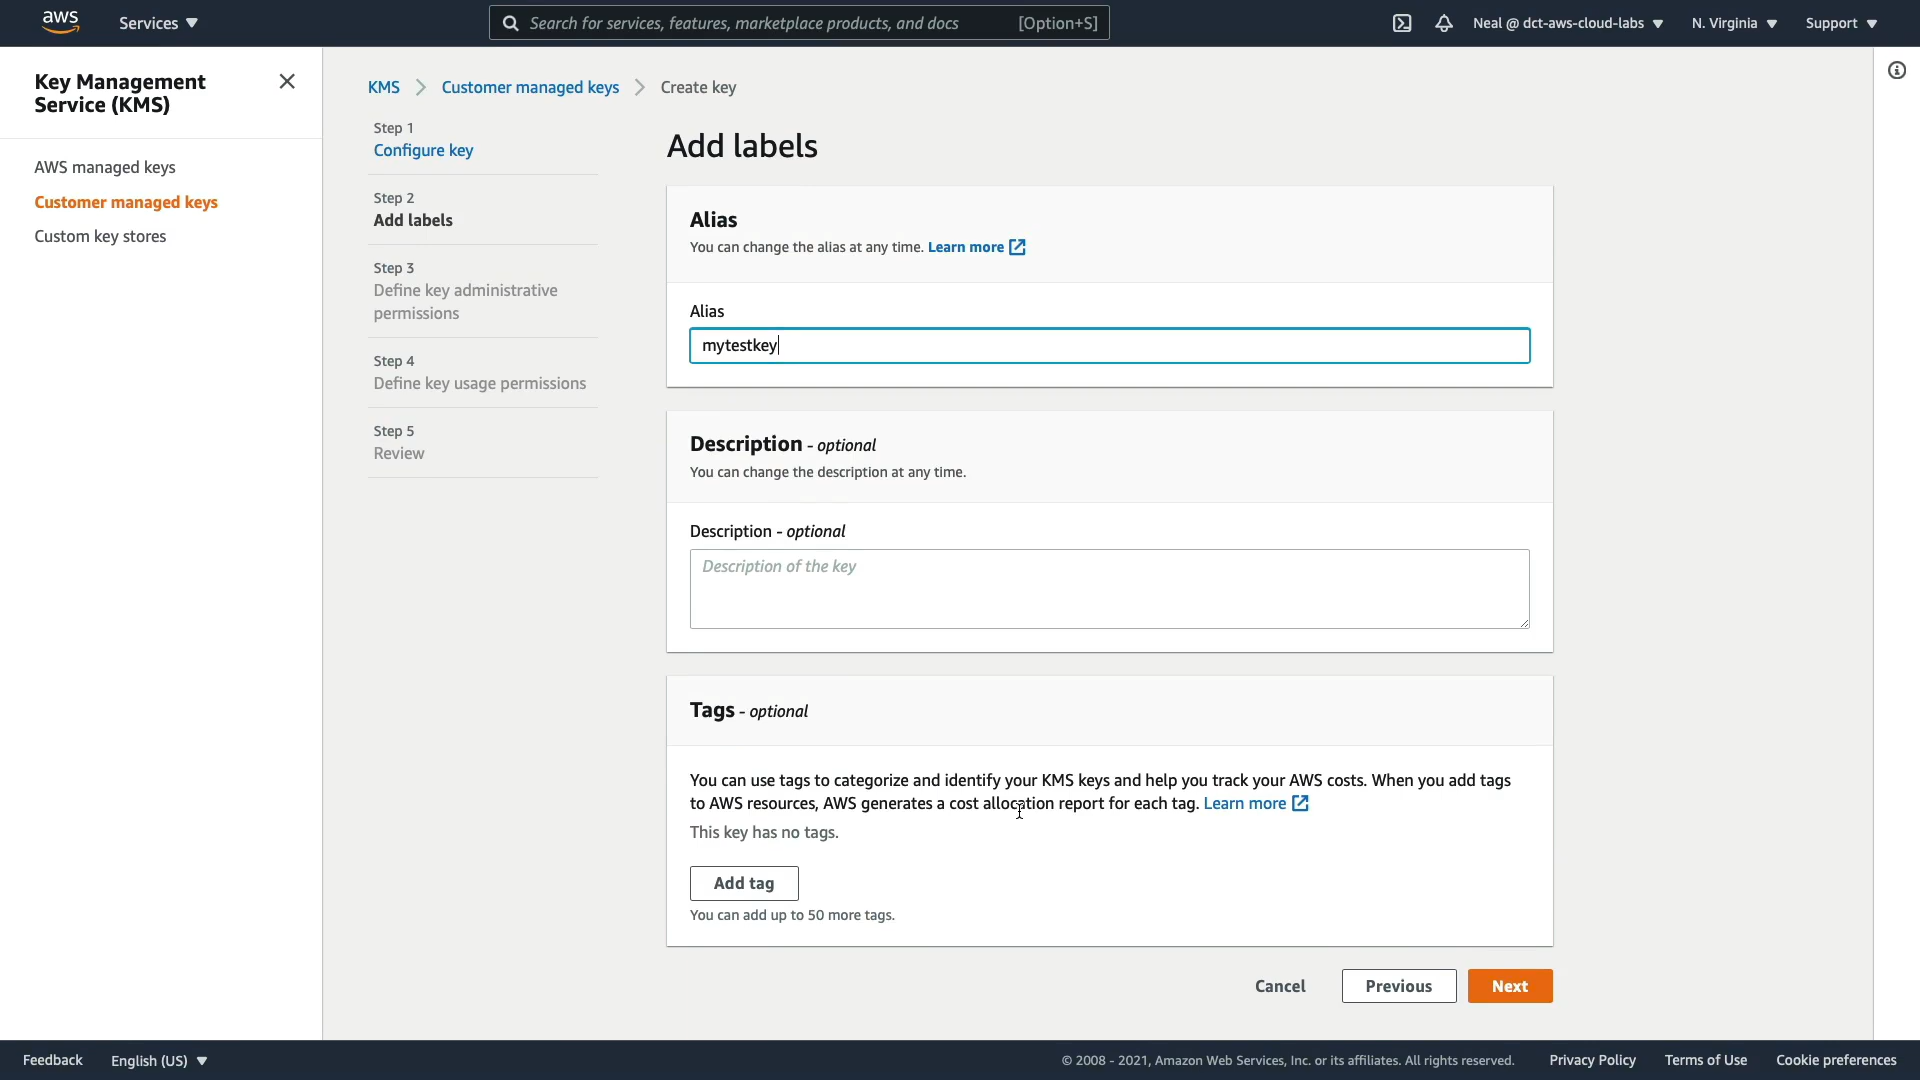 aws
Services
Search for services, features, marketplace products, and docs [Option+S]
Neal @ dct-aws-cloud-labs
N. Virginia
Support
Key Management
Service (KMS)
AWS managed keys
Customer managed keys
Custom key stores
KMS
Customer managed keys
Create key
Step 1
Configure key
Step 2
Add labels
Step 3
Define key administrative
permissions
Step 4
Define key usage permissions
Step 5
Review
Add labels
Alias
You can change the alias at any time. Learn more
Alias
mytestkey
Description - optional
You can change the description at any time.
Description - optional
Description of the key
Tags - optional
You can use tags to categorize and identify your KMS keys and help you track your AWS costs. When you add tags
to AWS resources, AWS generates a cost allocation report for each tag. Learn more
This key has no tags.
Add tag
You can add up to 50 more tags.
Cancel
Previous
Next
Feedback
English (US)
© 2008 - 2021, Amazon Web Services, Inc. or its affiliates. All rights reserved.
Privacy Policy
Terms of Use
Cookie preferences